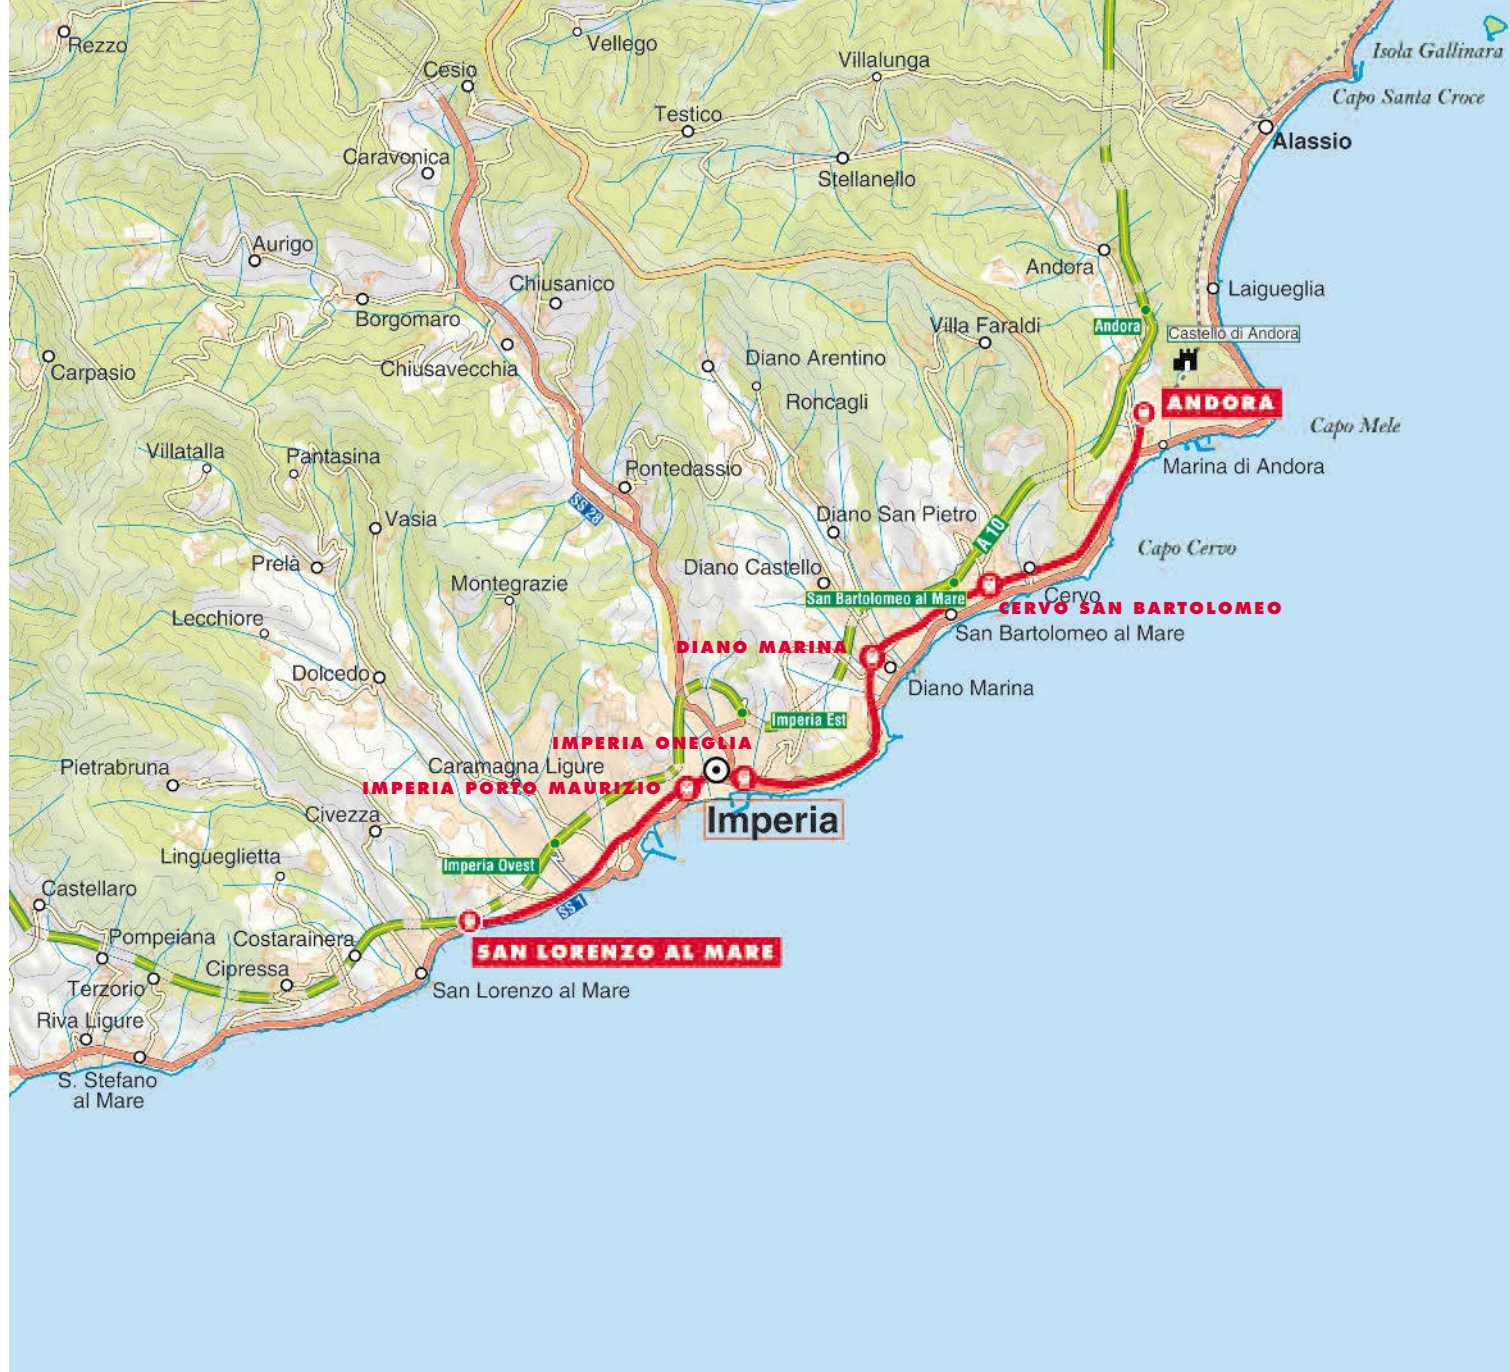 Rezzo
Vellego
Isola Gallinara
Cesio
Villalunga
Capo Santa Croce
Testico
Alassio
Caravonica
Stellanello
Aurigo
Andora
Chiusanico
Laigueglia
Borgomaro
Villa Faraldi
Andora
Castello di Andora
Chiusavecchia
Diano Arentino
Carpasio
Roncagli
ANDORA
Capo Mele
Villatalla
Pantasina
Pontedassio
Marina di Andora
SS 28
Vasia
Diano San Pietro
A 10
Capo Cervo
Prelà
Montegrazie
Diano Castello
San Bartolomeo al Mare
Cervo
CERVO SAN BARTOLOMEO
Lecchiore
San Bartolomeo al Mare
DIANO MARINA
Dolcedo
Diano Marina
Imperia Est
IMPERIA ONEGLIA
Pietrabruna
Caramagna Ligure
IMPERIA PORTO MAURIZIO
Civezza
Imperia
Lingueglietta
Imperia Ovest
Castellaro
SS 1
Pompeiana
Costarainera
SAN LORENZO AL MARE
Cipressa
Terzorio
San Lorenzo al Mare
Riva Ligure
S. Stefano
al Mare